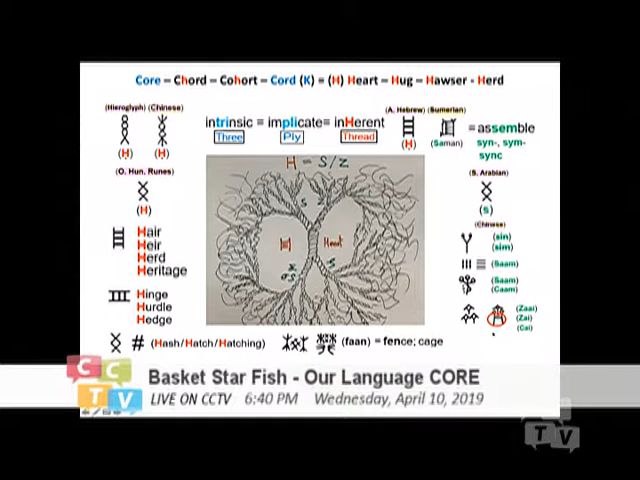 Core – Chord – Cohort – Cord (K) = (H) Heart – Hug – Hawser - Herd
(Hieroglyph) (Chinese)
(H) (H)
intrinsic = implicate= inHerent
Three Ply Thread
(A. Hebrew) (Sumerian)
(H) (Saman)
= assemble
syn-, sym-
sync
(O. Hun. Runes)
(H)
H = S/Z
S
Heart
S
(S. Arabian)
(S)
Hair
Heir
Herd
Heritage
Hinge
Hurdle
Hedge
(Chinese)
(sin)
(sim)
(Saam)
(Saam)
(Caam)
(Zaai)
(Zai)
(Cai)
# (Hash/Hatch/Hatching)
(faan) = fence; cage
CCTV
Basket Star Fish - Our Language CORE
LIVE ON CCTV 6:40 PM Wednesday, April 10, 2019
TV